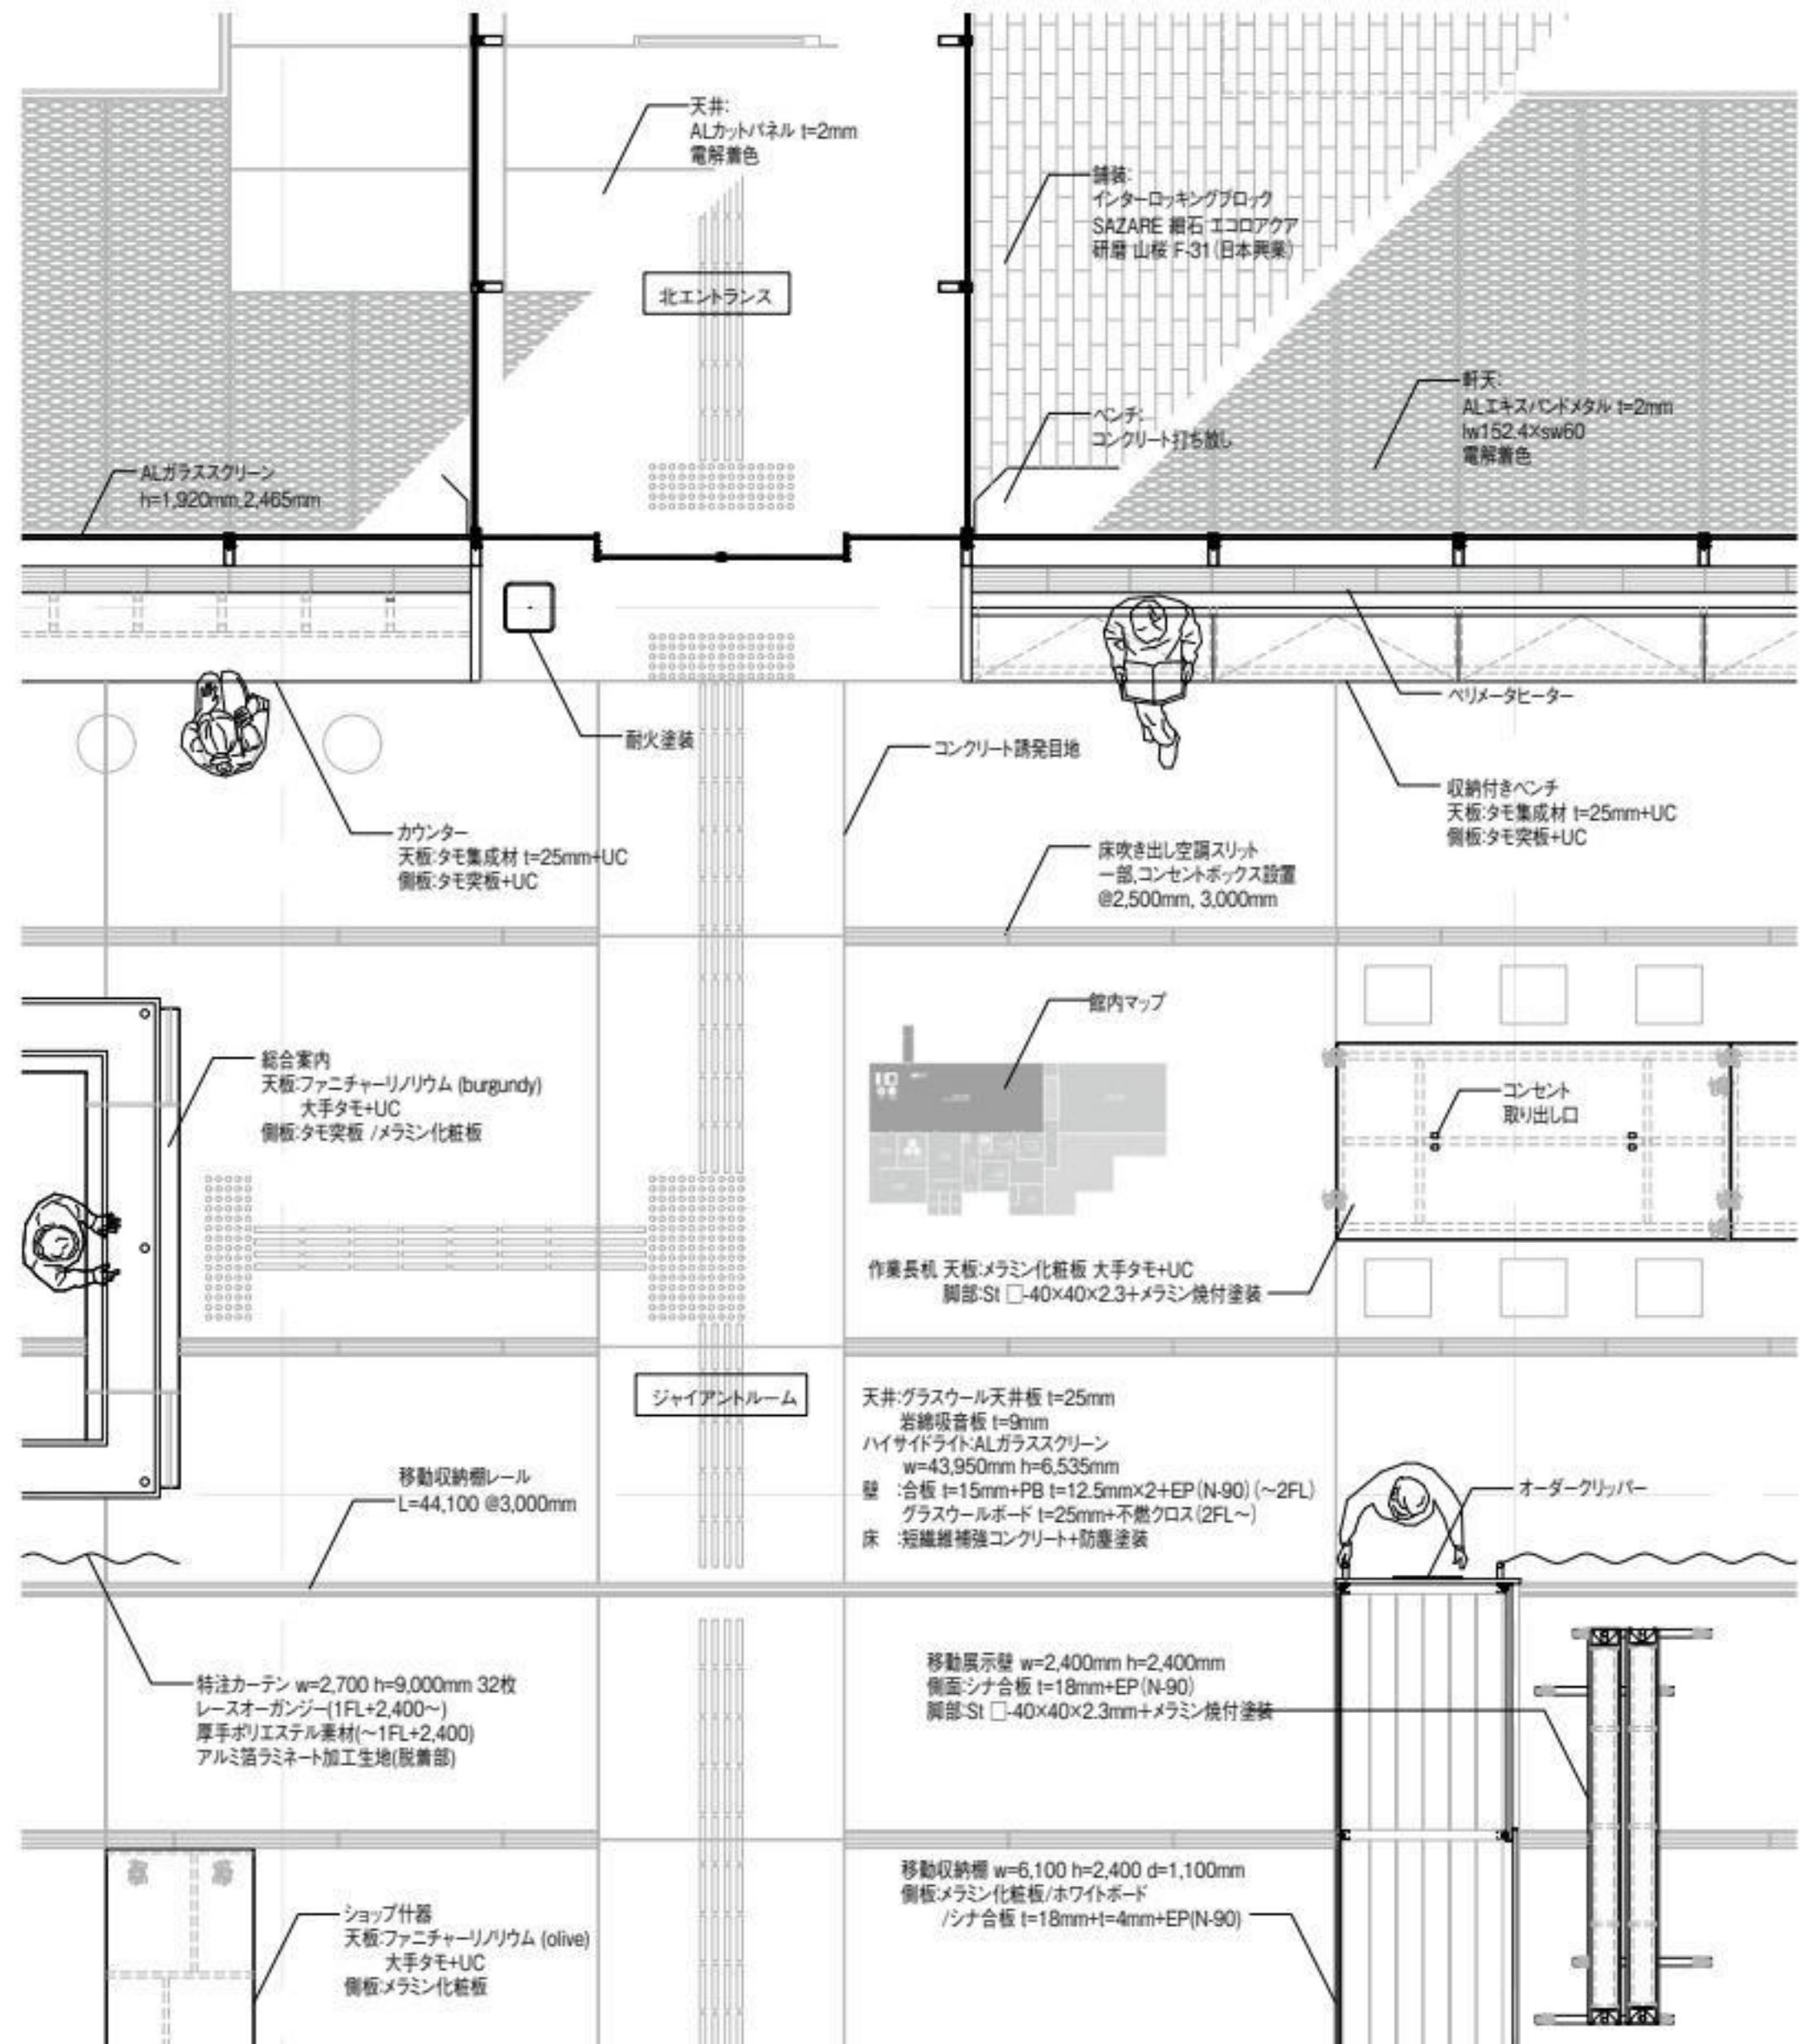 天井:
ALカットパネル t=2mm
電解着色
舗装:
インターロッキングブロック
SAZARE 細石 エコロアクア
研磨 山桜 F-31(日本興業)
北エントランス
軒天:
ALエキスパンドメタル t=2mm
lw152.4×sw60
電解着色
ベンチ:
コンクリート打ち放し
ALガラススクリーン
h=1,920mm,2,465mm
ペリメータヒーター
耐火塗装
コンクリート誘発目地
収納付きベンチ
天板:タモ集成材 t=25mm+UC
側板:タモ突板+UC
カウンター
天板:タモ集成材 t=25mm+UC
側板:タモ突板+UC
床吹き出し空調スリット
一部,コンセントボックス設置
@2,500mm, 3,000mm
館内マップ
総合案内
天板:ファニチャーリノリウム (burgundy)
大手タモ+UC
側板:タモ突板 /メラミン化粧板
コンセント
取り出し口
作業長机 天板:メラミン化粧板 大手タモ+UC
脚部:St □-40×40×2.3+メラミン焼付塗装
ジャイアントルーム
天井:グラスウール天井板 t=25mm
岩綿吸音板 t=9mm
ハイサイドライト:ALガラススクリーン
w=43,950mm h=6,535mm
壁 :合板 t=15mm+PB t=12.5mm×2+EP(N-90)(～2FL)
グラスウールボード t=25mm+不燃クロス(2FL～)
床 :短繊維補強コンクリート+防塵塗装
移動収納棚レール
L=44,100 @3,000mm
オーダークリッパー
特注カーテン w=2,700 h=9,000mm 32枚
レースオーガンジー(1FL+2,400～)
厚手ポリエステル素材(～1FL+2,400)
アルミ箔ラミネート加工生地(脱着部)
移動展示壁 w=2,400mm h=2,400mm
側面:シナ合板 t=18mm+EP(N-90)
脚部:St □-40×40×2.3mm+メラミン焼付塗装
移動収納棚 w=6,100 h=2,400 d=1,100mm
側板:メラミン化粧板/ホワイトボード
/シナ合板 t=18mm+t=4mm+EP(N-90)
ショップ什器
天板:ファニチャーリノリウム (olive)
大手タモ+UC
側板:メラミン化粧板